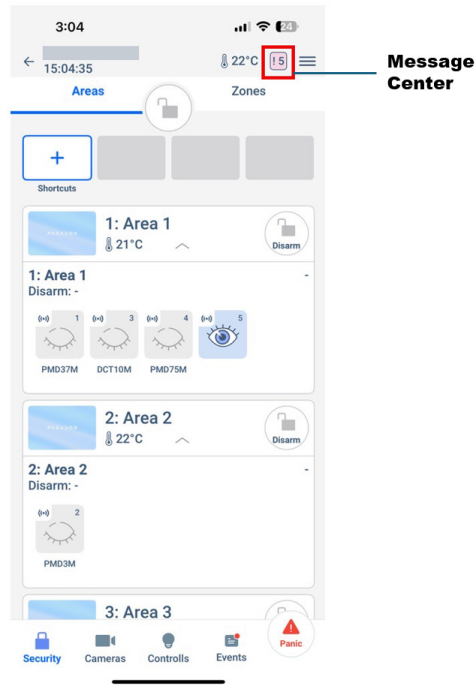 3:04
24
15:04:35
22°C
! 5
Message
Center
Areas
Zones
+
Shortcuts
PARADOX
1: Area 1
21°C
Disarm
1: Area 1
-
Disarm: -
1
3
4
5
PMD37M
DCT10M
PMD75M
PARADOX
2: Area 2
22°C
Disarm
2: Area 2
-
Disarm: -
2
PMD3M
3: Area 3
Security
Cameras
Controlls
Events
Panic